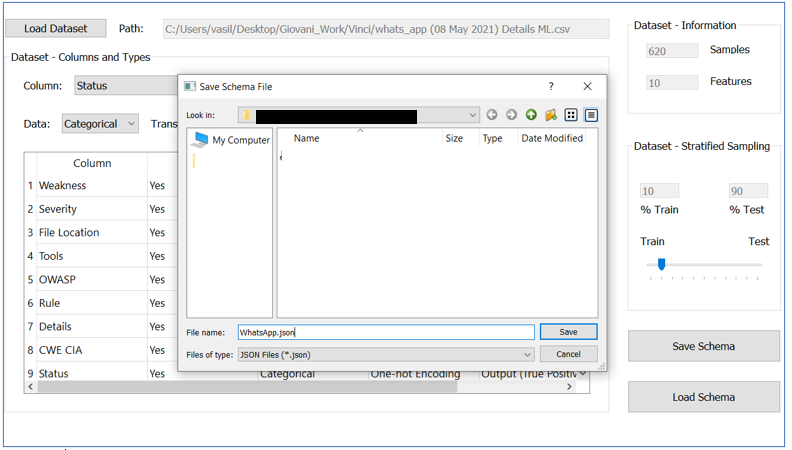 Load Dataset Path: C:/Users/vasil/Desktop/Giovani_Work/Vinci/whats_app (08 May 2021) Details ML.csv
Dataset - Information
620 Samples
10 Features
Dataset - Columns and Types
Column: Status
Data: Categorical Trans
Column
1 Weakness Yes
2 Severity Yes
3 File Location Yes
4 Tools Yes
5 OWASP Yes
6 Rule Yes
7 Details Yes
8 CWE CIA Yes
9 Status Yes Categorical One-hot Encoding Output (True Positiv
Save Schema File ?
Look in:
My Computer
Name Size Type Date Modified
File name: WhatsApp.json Save
Files of type: JSON Files (*.json) Cancel
Dataset - Stratified Sampling
10 90
% Train % Test
Train Test
Save Schema
Load Schema